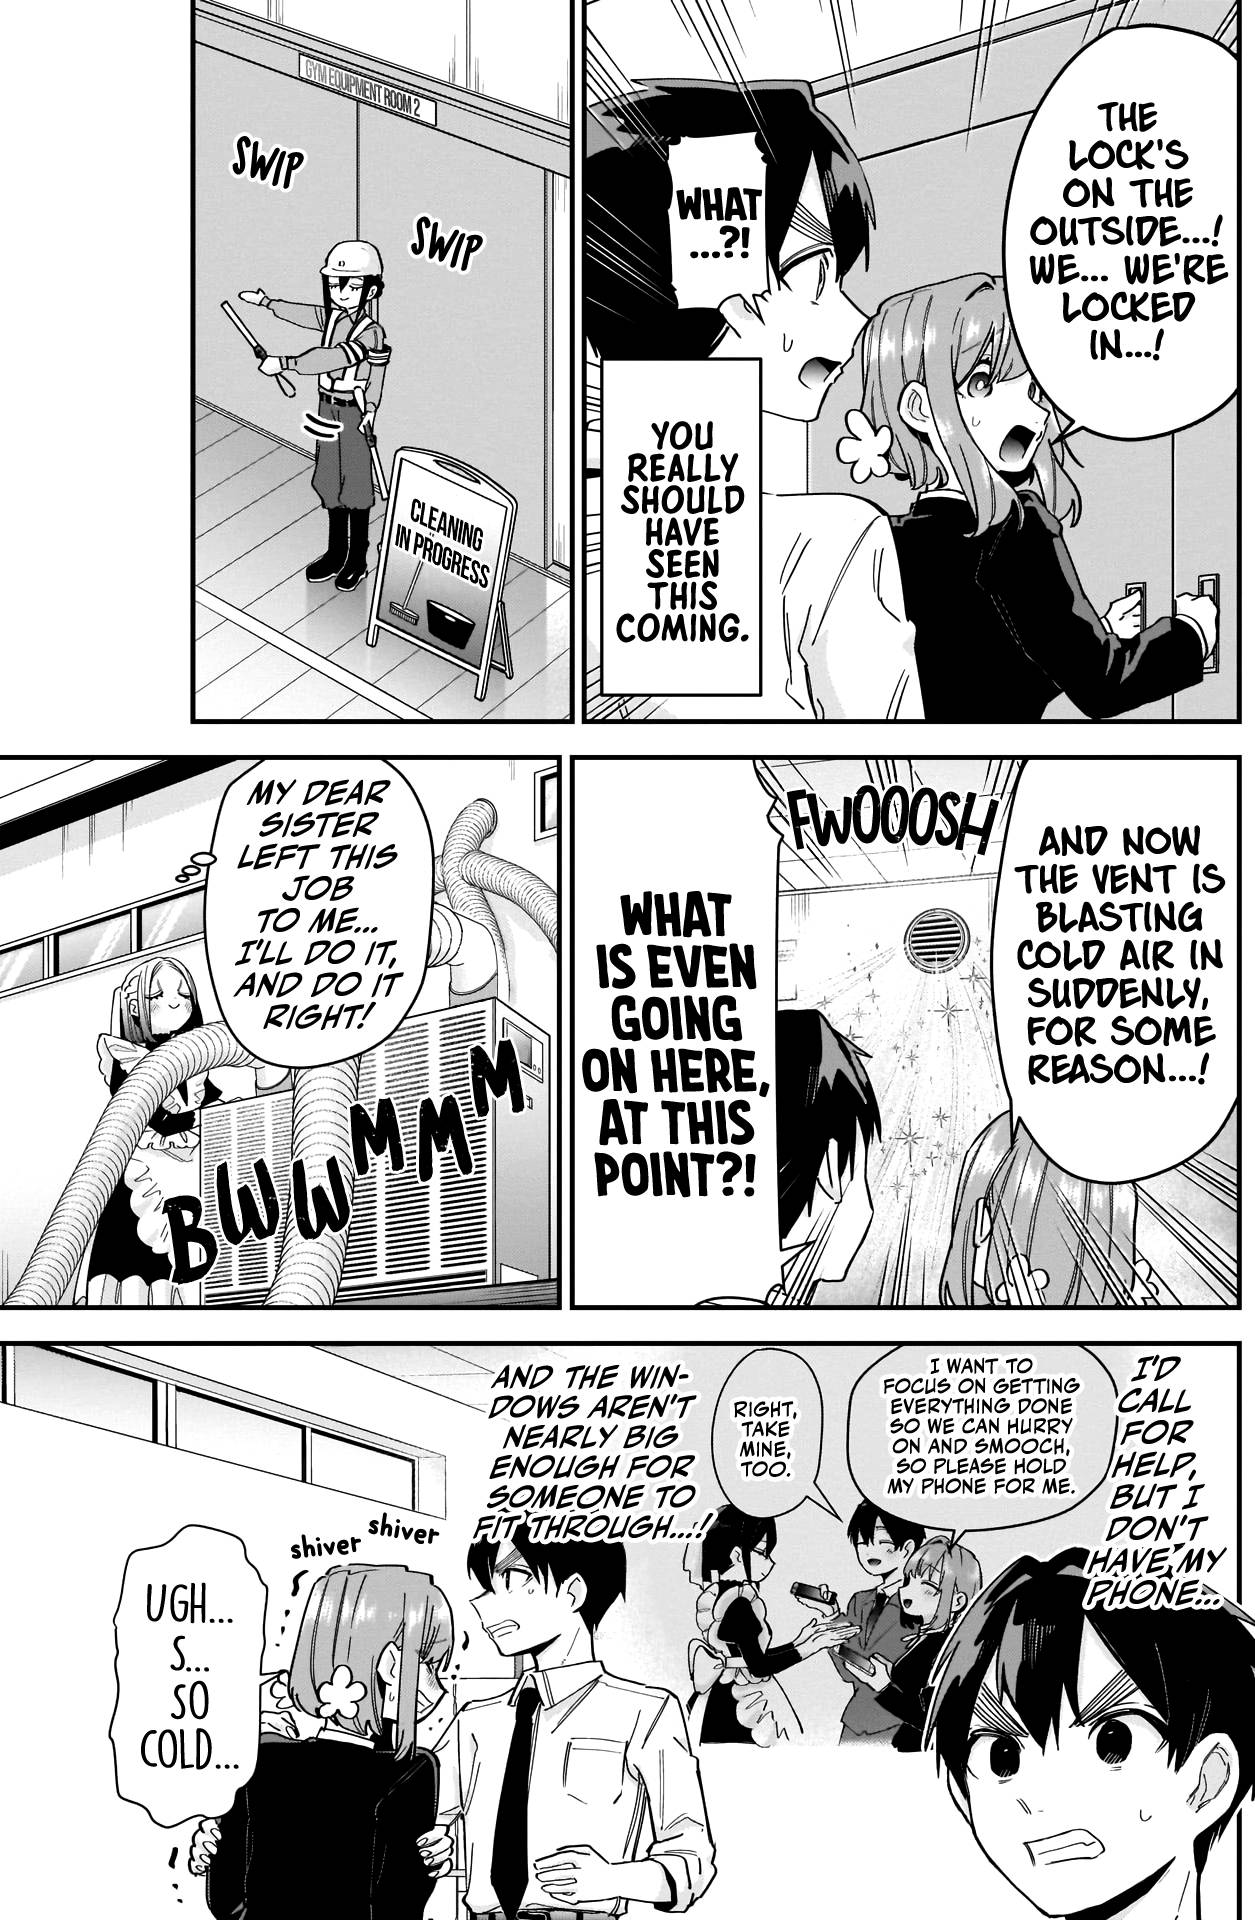 THE
LOCK'S
ON THE
OUTSIDE...!
WE... WE'RE
LOCKED
IN...!
WHAT
...?!
YOU
REALLY
SHOULD
HAVE
SEEN
THIS
COMING.
GYM EQUIPMENT ROOM 2
SWIP
SWIP
CLEANING
IN PROGRESS
AND NOW
THE VENT IS
BLASTING
COLD AIR IN
SUDDENLY,
FOR SOME
REASON...!
FWOOOSH
WHAT
IS EVEN
GOING
ON HERE,
AT THIS
POINT?!
MY DEAR
SISTER
LEFT THIS
JOB
TO ME...
I'LL DO IT,
AND DO IT
RIGHT!
BWWMMM
I'D
CALL
FOR
HELP,
BUT I
DON'T
HAVE MY
PHONE...
I WANT TO
FOCUS ON GETTING
EVERYTHING DONE
SO WE CAN HURRY
ON AND SMOOCH,
SO PLEASE HOLD
MY PHONE FOR ME.
RIGHT,
TAKE
MINE,
TOO.
AND THE WIN-
DOWS AREN'T
NEARLY BIG
ENOUGH FOR
SOMEONE TO
FIT THROUGH...!
shiver
shiver
UGH...
S...
SO
COLD...